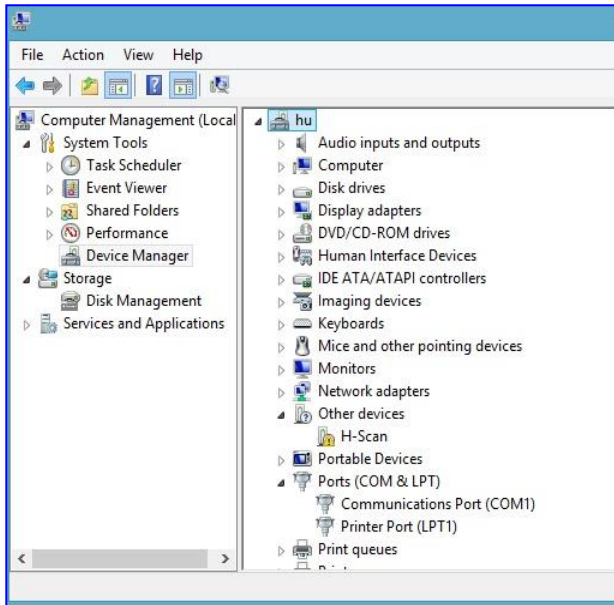 File Action View Help
Computer Management (Local
System Tools
Task Scheduler
Event Viewer
Shared Folders
Performance
Device Manager
Storage
Disk Management
Services and Applications
hu
Audio inputs and outputs
Computer
Disk drives
Display adapters
DVD/CD-ROM drives
Human Interface Devices
IDE ATA/ATAPI controllers
Imaging devices
Keyboards
Mice and other pointing devices
Monitors
Network adapters
Other devices
H-Scan
Portable Devices
Ports (COM & LPT)
Communications Port (COM1)
Printer Port (LPT1)
Print queues